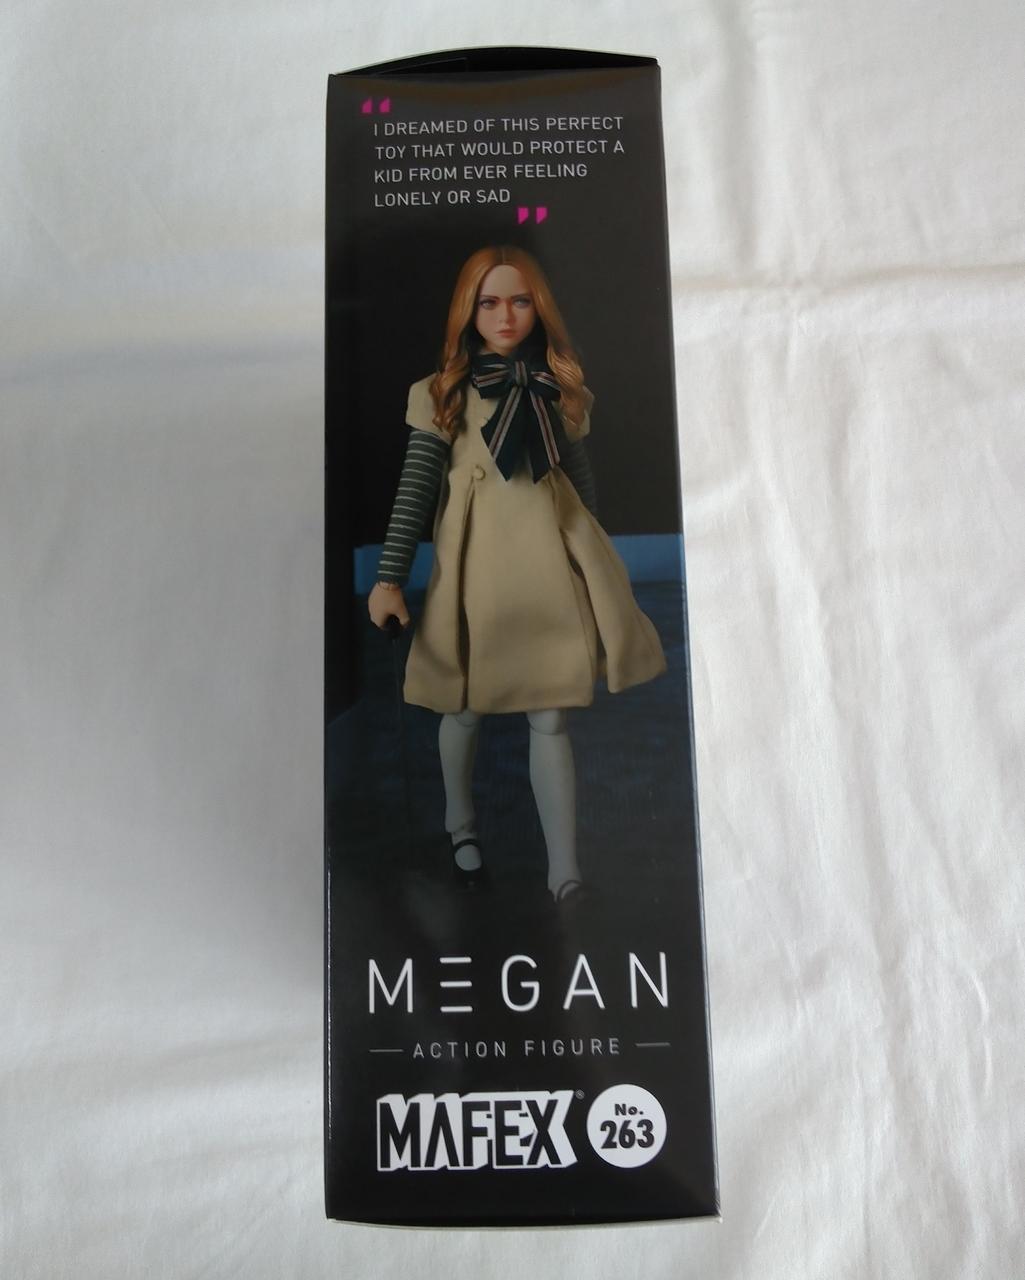 "
I DREAMED OF THIS PERFECT
TOY THAT WOULD PROTECT A
KID FROM EVER FEELING
LONELY OR SAD
"
MΞGAN
— ACTION FIGURE —
MAFEX®
No.
263